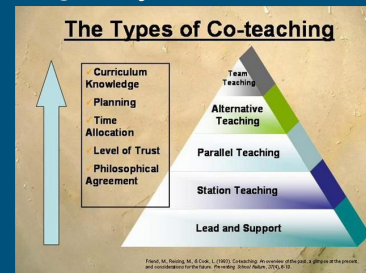 The Types of Co-teaching
Curriculum
Knowledge
Planning
Time
Allocation
Level of Trust
Philosophical
Agreement
Team
Teaching
Alternative
Teaching
Parallel Teaching
Station Teaching
Lead and Support
Friend, M., Reising, M., & Cook, L. (1993). Co-teaching: An overview of the past, a glimpse at the present,
and considerations for the future. Preventing School Failure, 37(4), 6-10.